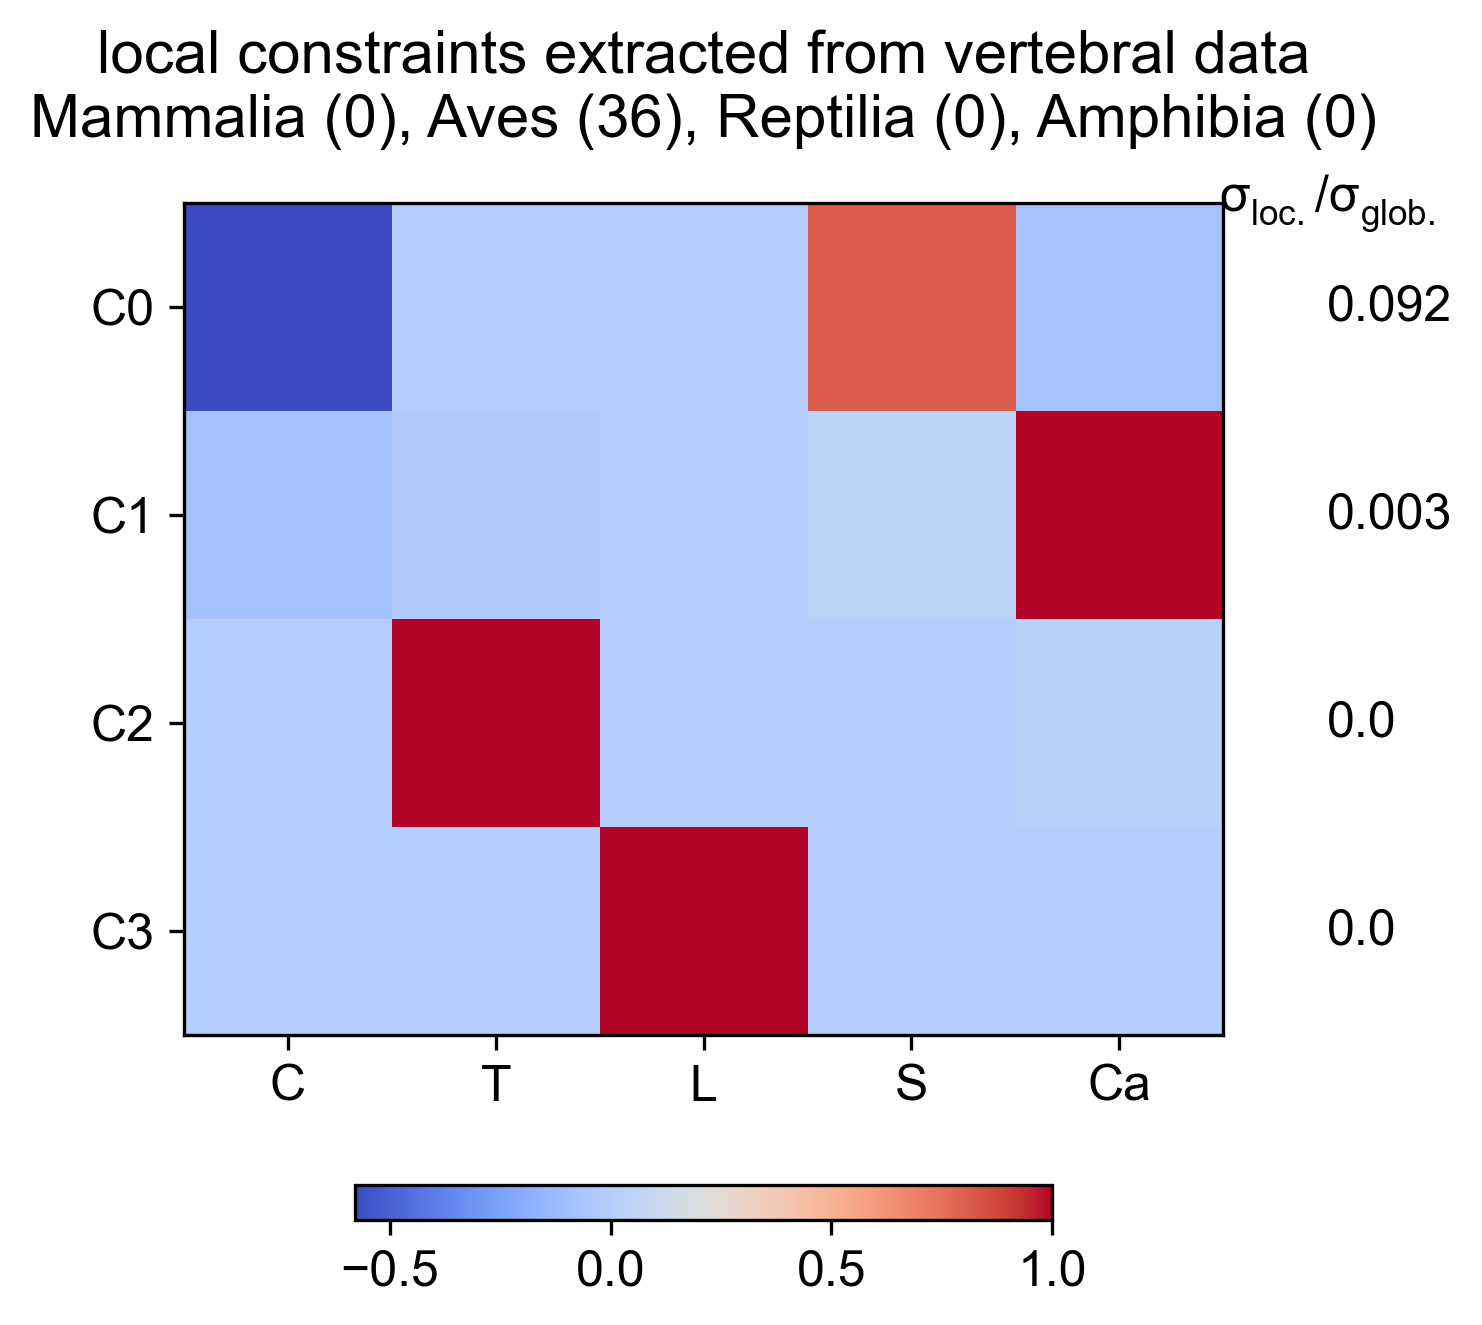 local constraints extracted from vertebral data
Mammalia (0), Aves (36), Reptilia (0), Amphibia (0)
σloc. /σglob.
C0 0.092
C1 0.003
C2 0.0
C3 0.0
C T L S Ca
−0.5 0.0 0.5 1.0